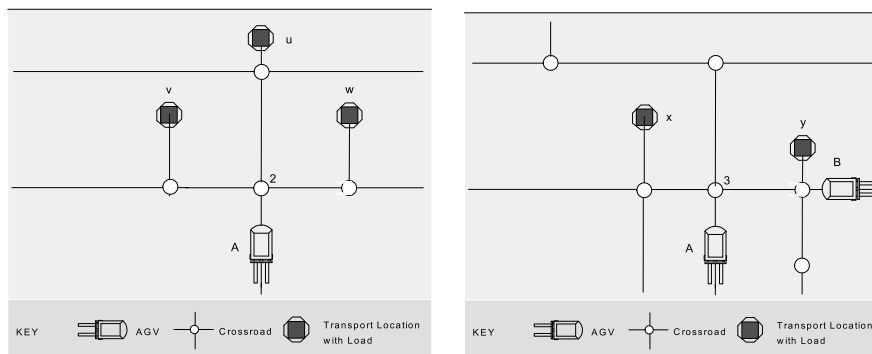 u
v
w
2
A
KEY
AGV
Crossroad
Transport Location
with Load
x
y
B
3
A
KEY
AGV
Crossroad
Transport Location
with Load